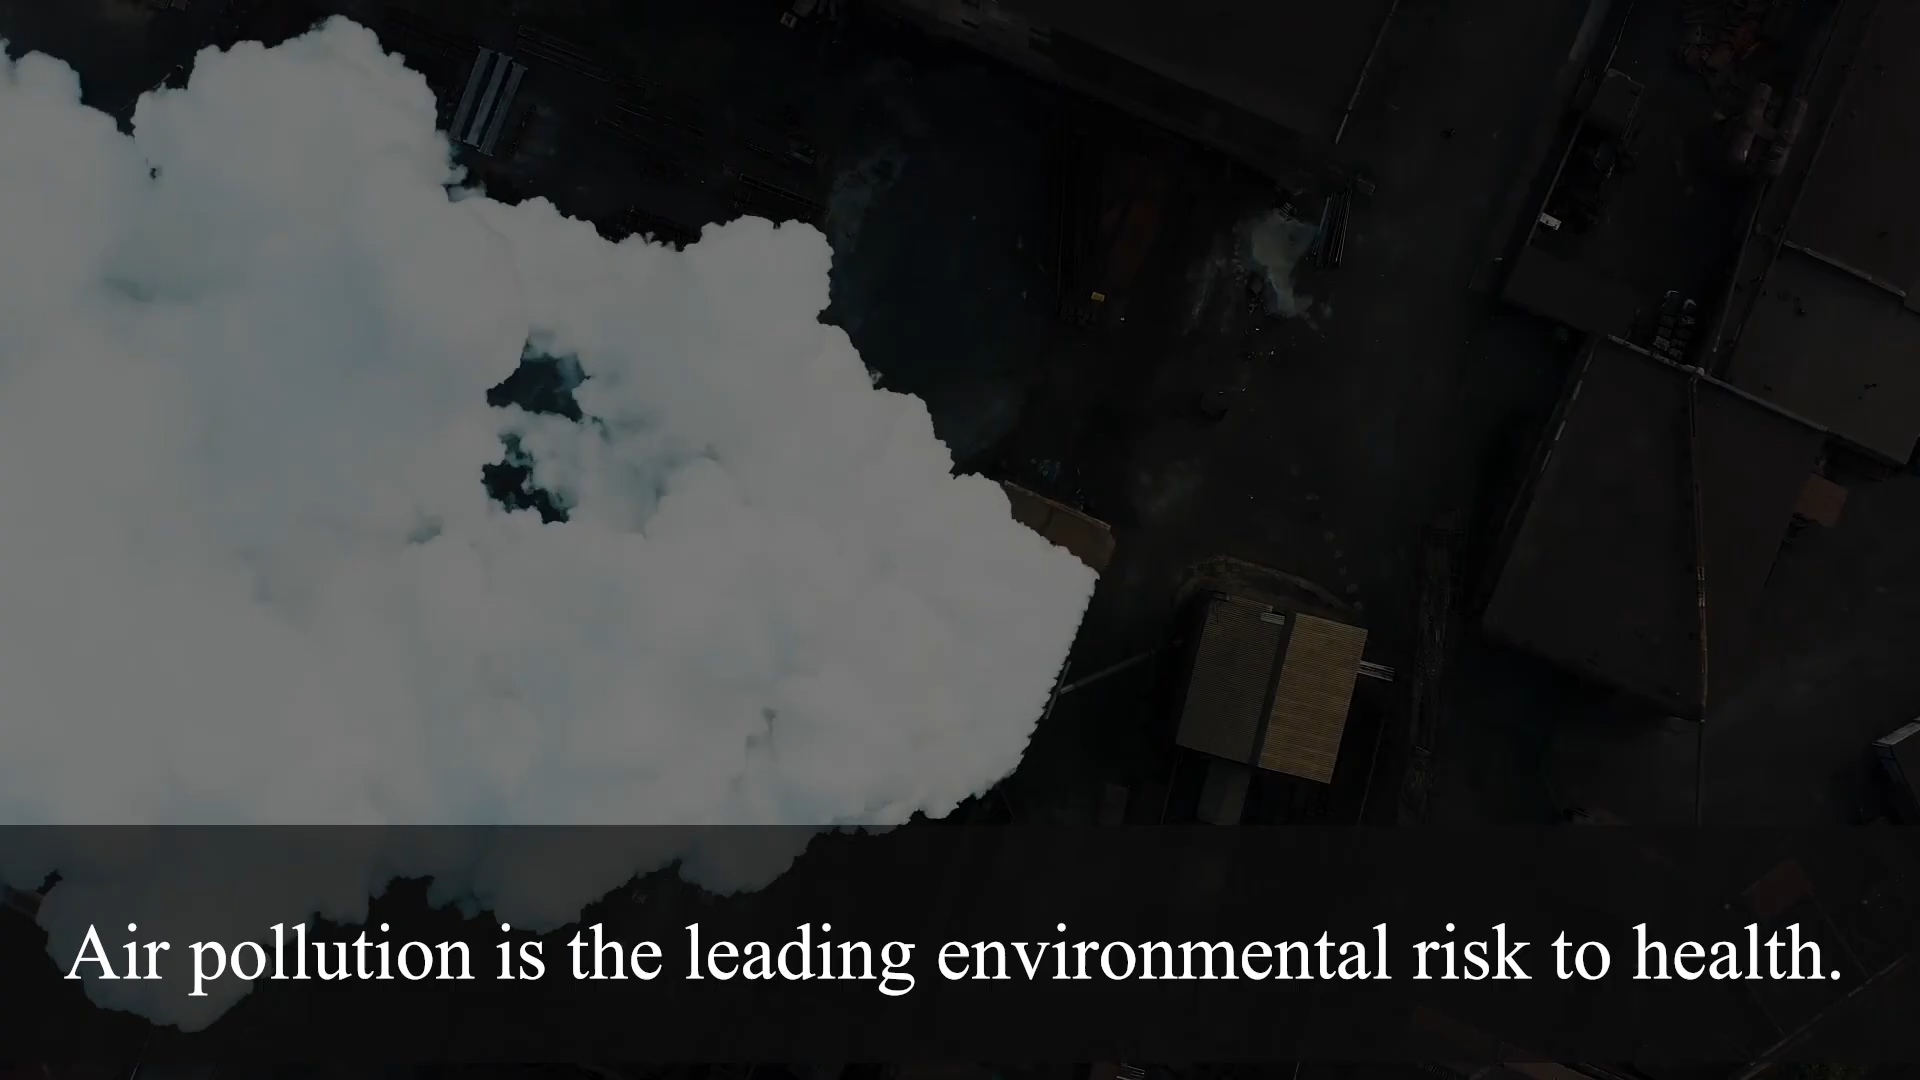 Air pollution is the leading environmental risk to health.